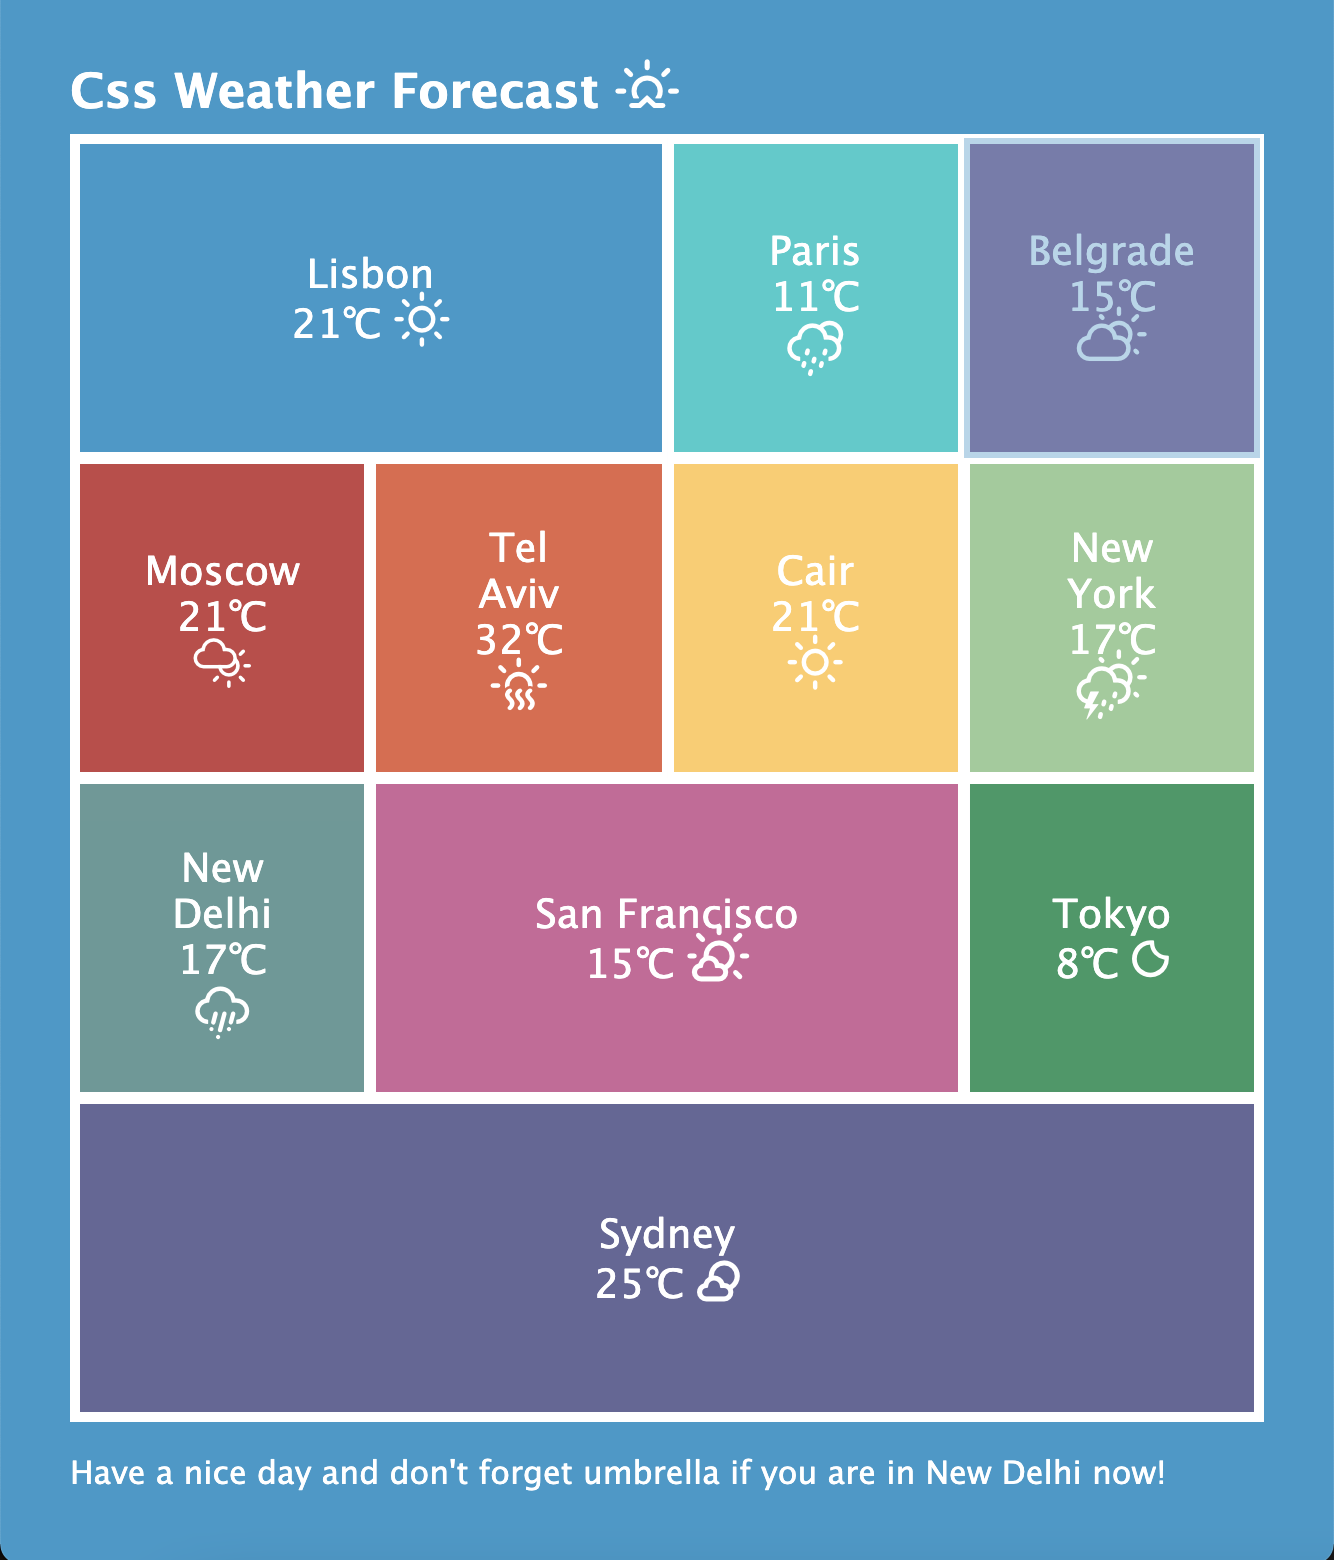 Css Weather Forecast
Lisbon
21℃
Paris
11℃
Belgrade
15℃
Moscow
21℃
Tel
Aviv
32℃
Cair
21℃
New
York
17℃
New
Delhi
17℃
San Francisco
15℃
Tokyo
8℃
Sydney
25℃
Have a nice day and don't forget umbrella if you are in New Delhi now!